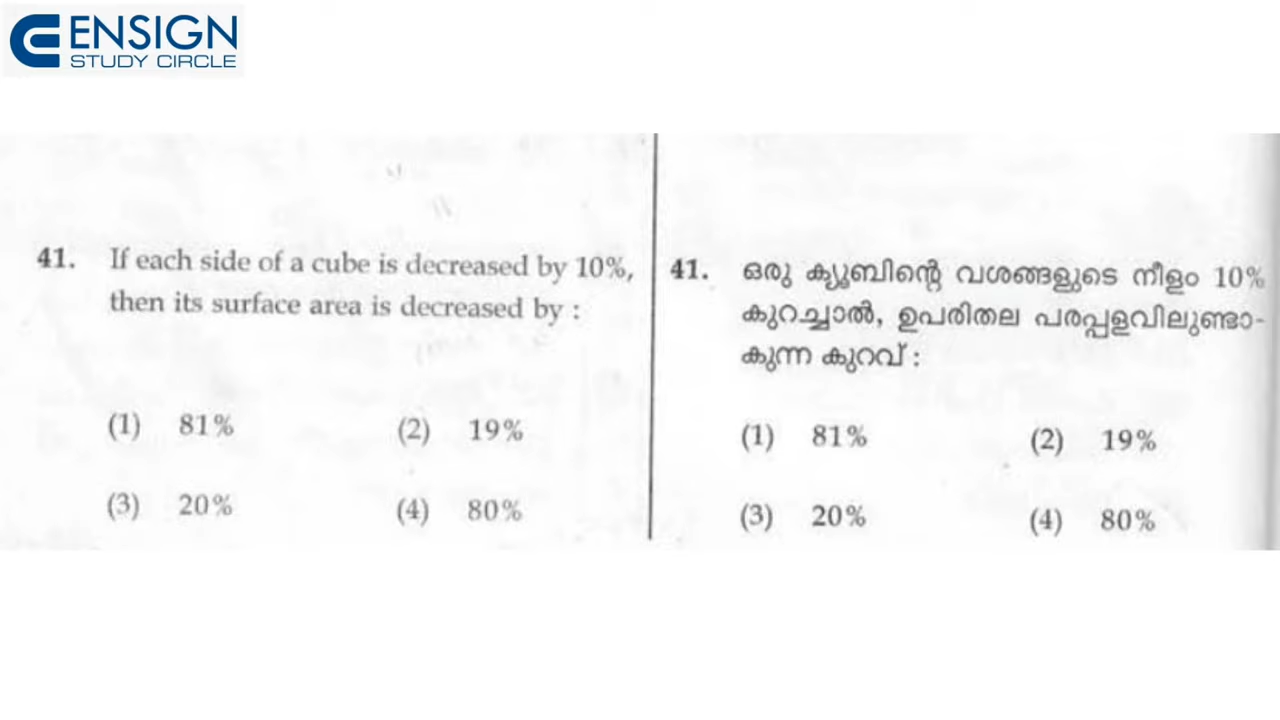 ENSIGN
STUDY CIRCLE
41. If each side of a cube is decreased by 10%,
then its surface area is decreased by :
(1) 81% (2) 19%
(3) 20% (4) 80%
41. ഒരു ക്യൂബിന്റെ വശങ്ങളുടെ നീളം 10%
കുറച്ചാൽ, ഉപരിതല പരപ്പളവിലുണ്ടാ-
കുന്ന കുറവ് :
(1) 81% (2) 19%
(3) 20% (4) 80%